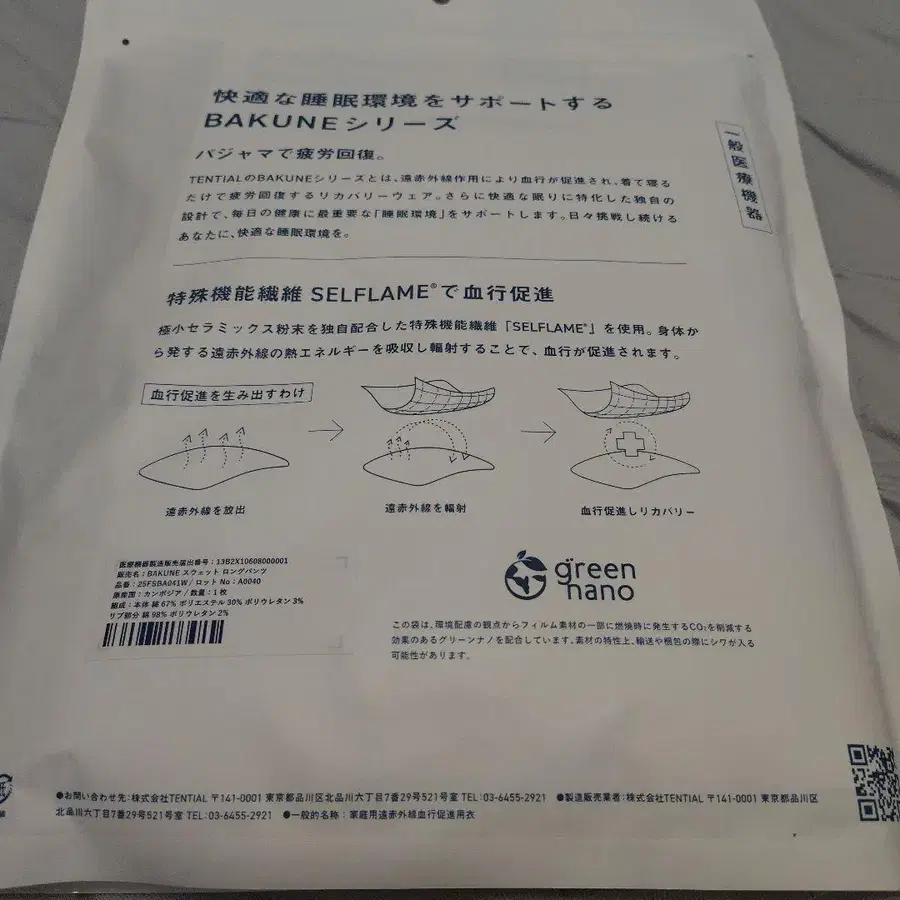 快適な睡眠環境をサポートする
BAKUNEシリーズ
パジャマで疲労回復。
TENTIALのBAKUNEシリーズとは、遠赤外線作用により血行が促進され、着て寝る
だけで疲労回復するリカバリーウェア。さらに快適な眠りに特化した独自の
設計で、毎日の健康に最重要な「睡眠環境」をサポートします。日々挑戦し続ける
あなたに、快適な睡眠環境を。
一般医療機器
特殊機能繊維 SELFLAME®で血行促進
極小セラミックス粉末を独自配合した特殊機能繊維「SELFLAME®」を使用。身体か
ら発する遠赤外線の熱エネルギーを吸収し輻射することで、血行が促進されます。
血行促進を生み出すわけ
遠赤外線を放出
遠赤外線を輻射
血行促進しリカバリー
医療機器製造販売届出番号:13B2X10608000001
販売名:BAKUNE スウェット ロングパンツ
品番:25FSBA041W/ロット No:A0040
原産国:カンボジア/数量:1枚
組成:本体 綿 67% ポリエステル 30% ポリウレタン 3%
リブ部分 綿 98% ポリウレタン 2%
green
nano
この袋は、環境配慮の観点からフィルム素材の一部に燃焼時に発生するCO₂を削減する
効果のあるグリーンナノを配合しています。素材の特性上、輸送や梱包の際にシワが入る
可能性があります。
●お問い合わせ先:株式会社TENTIAL 〒141-0001 東京都品川区北品川六丁目7番29号521号室 TEL:03-6455-2921 ●製造販売業者:株式会社TENTIAL 〒141-0001 東京都品川区
北品川六丁目7番29号521号室 TEL:03-6455-2921 ●一般的名称:家庭用遠赤外線血行促進用衣